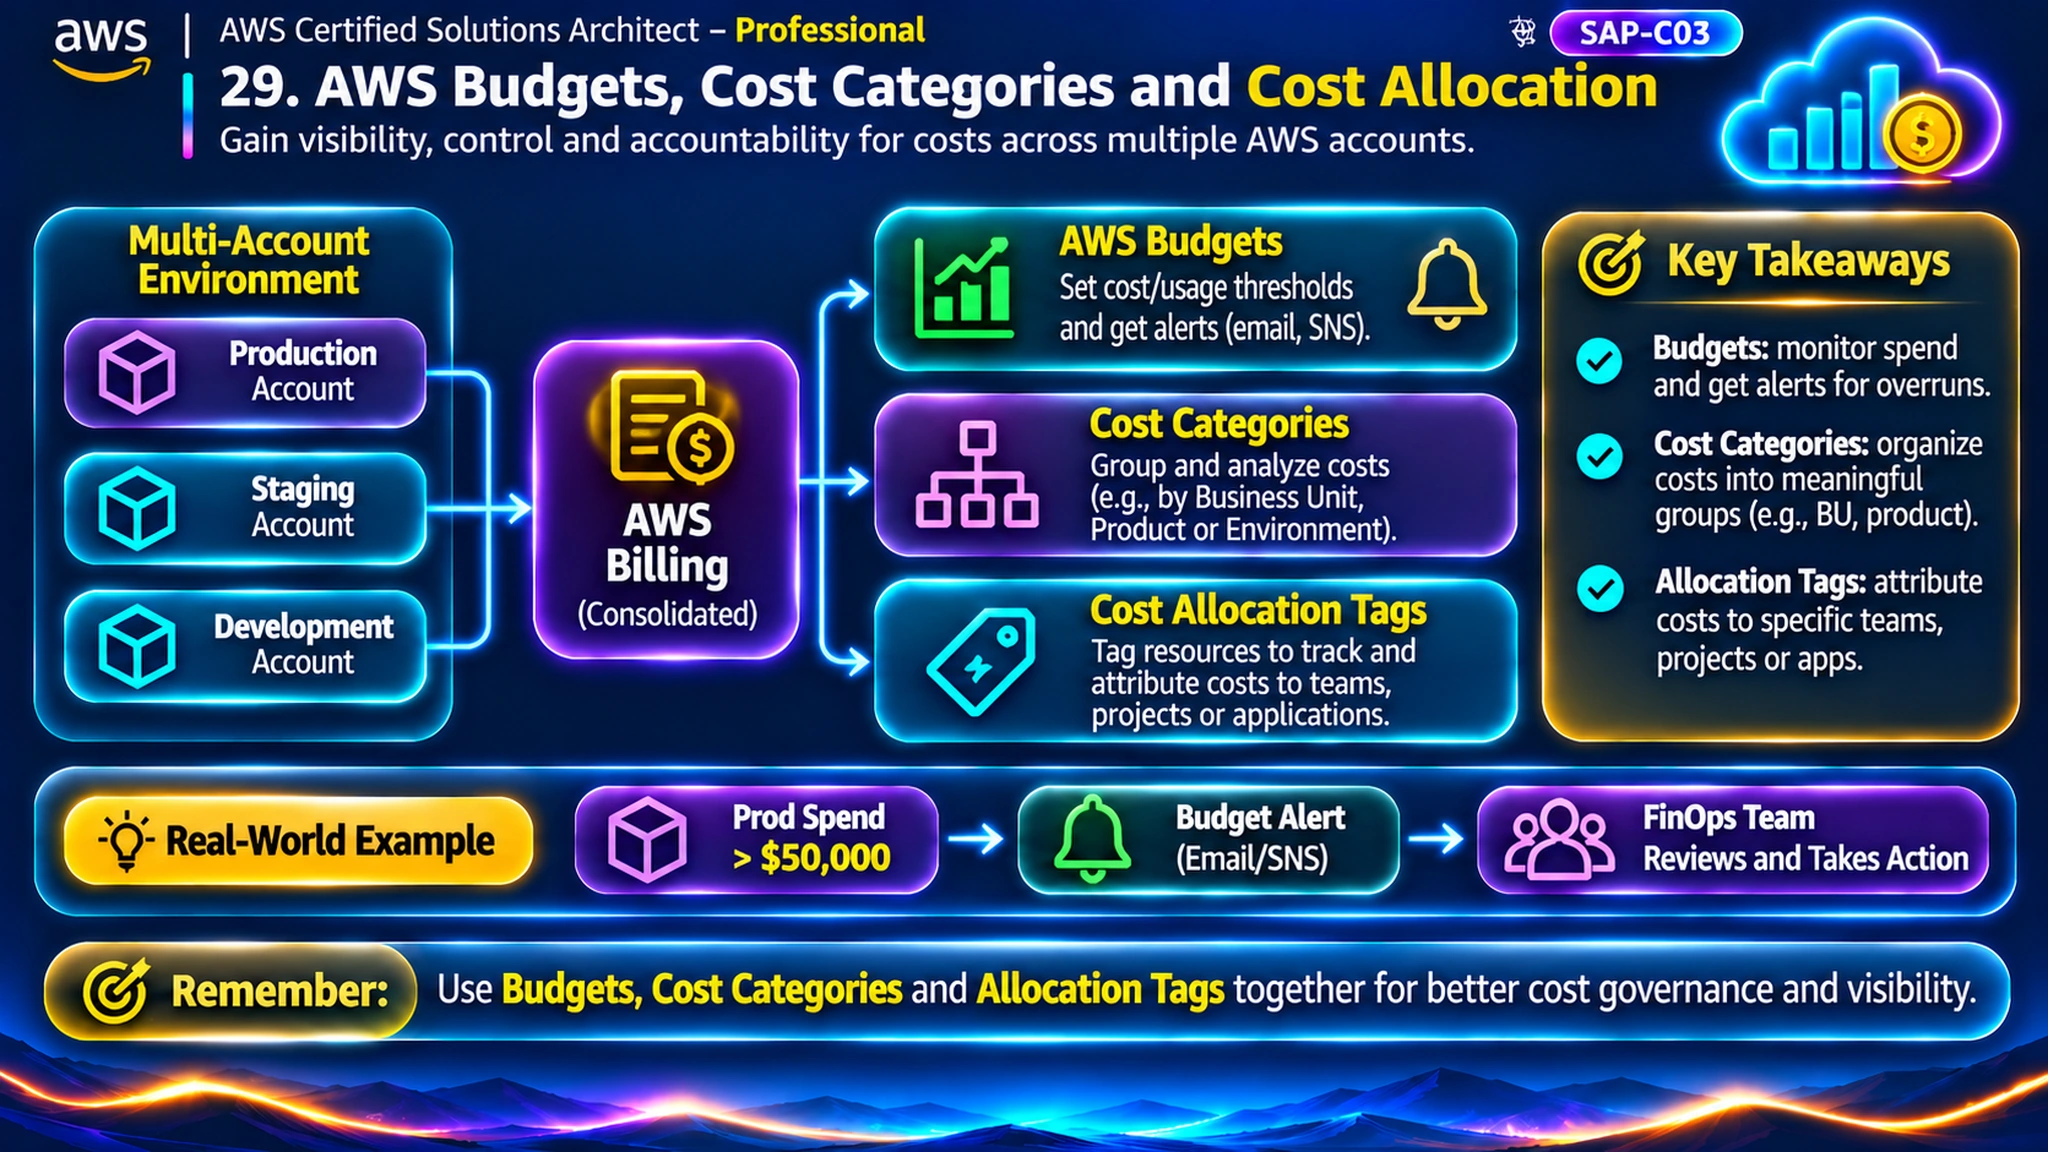 aws
AWS Certified Solutions Architect – Professional
SAP-C03
29. AWS Budgets, Cost Categories and Cost Allocation
Gain visibility, control and accountability for costs across multiple AWS accounts.
Multi-Account
Environment
Production
Account
Staging
Account
Development
Account
AWS
Billing
(Consolidated)
AWS Budgets
Set cost/usage thresholds
and get alerts (email, SNS).
Cost Categories
Group and analyze costs
(e.g., by Business Unit,
Product or Environment).
Cost Allocation Tags
Tag resources to track and
attribute costs to teams,
projects or applications.
Key Takeaways
Budgets: monitor spend
and get alerts for overruns.
Cost Categories: organize
costs into meaningful
groups (e.g., BU, product).
Allocation Tags: attribute
costs to specific teams,
projects or apps.
Real-World Example
Prod Spend
> $50,000
Budget Alert
(Email/SNS)
FinOps Team
Reviews and Takes Action
Remember:
Use Budgets, Cost Categories and Allocation Tags together for better cost governance and visibility.